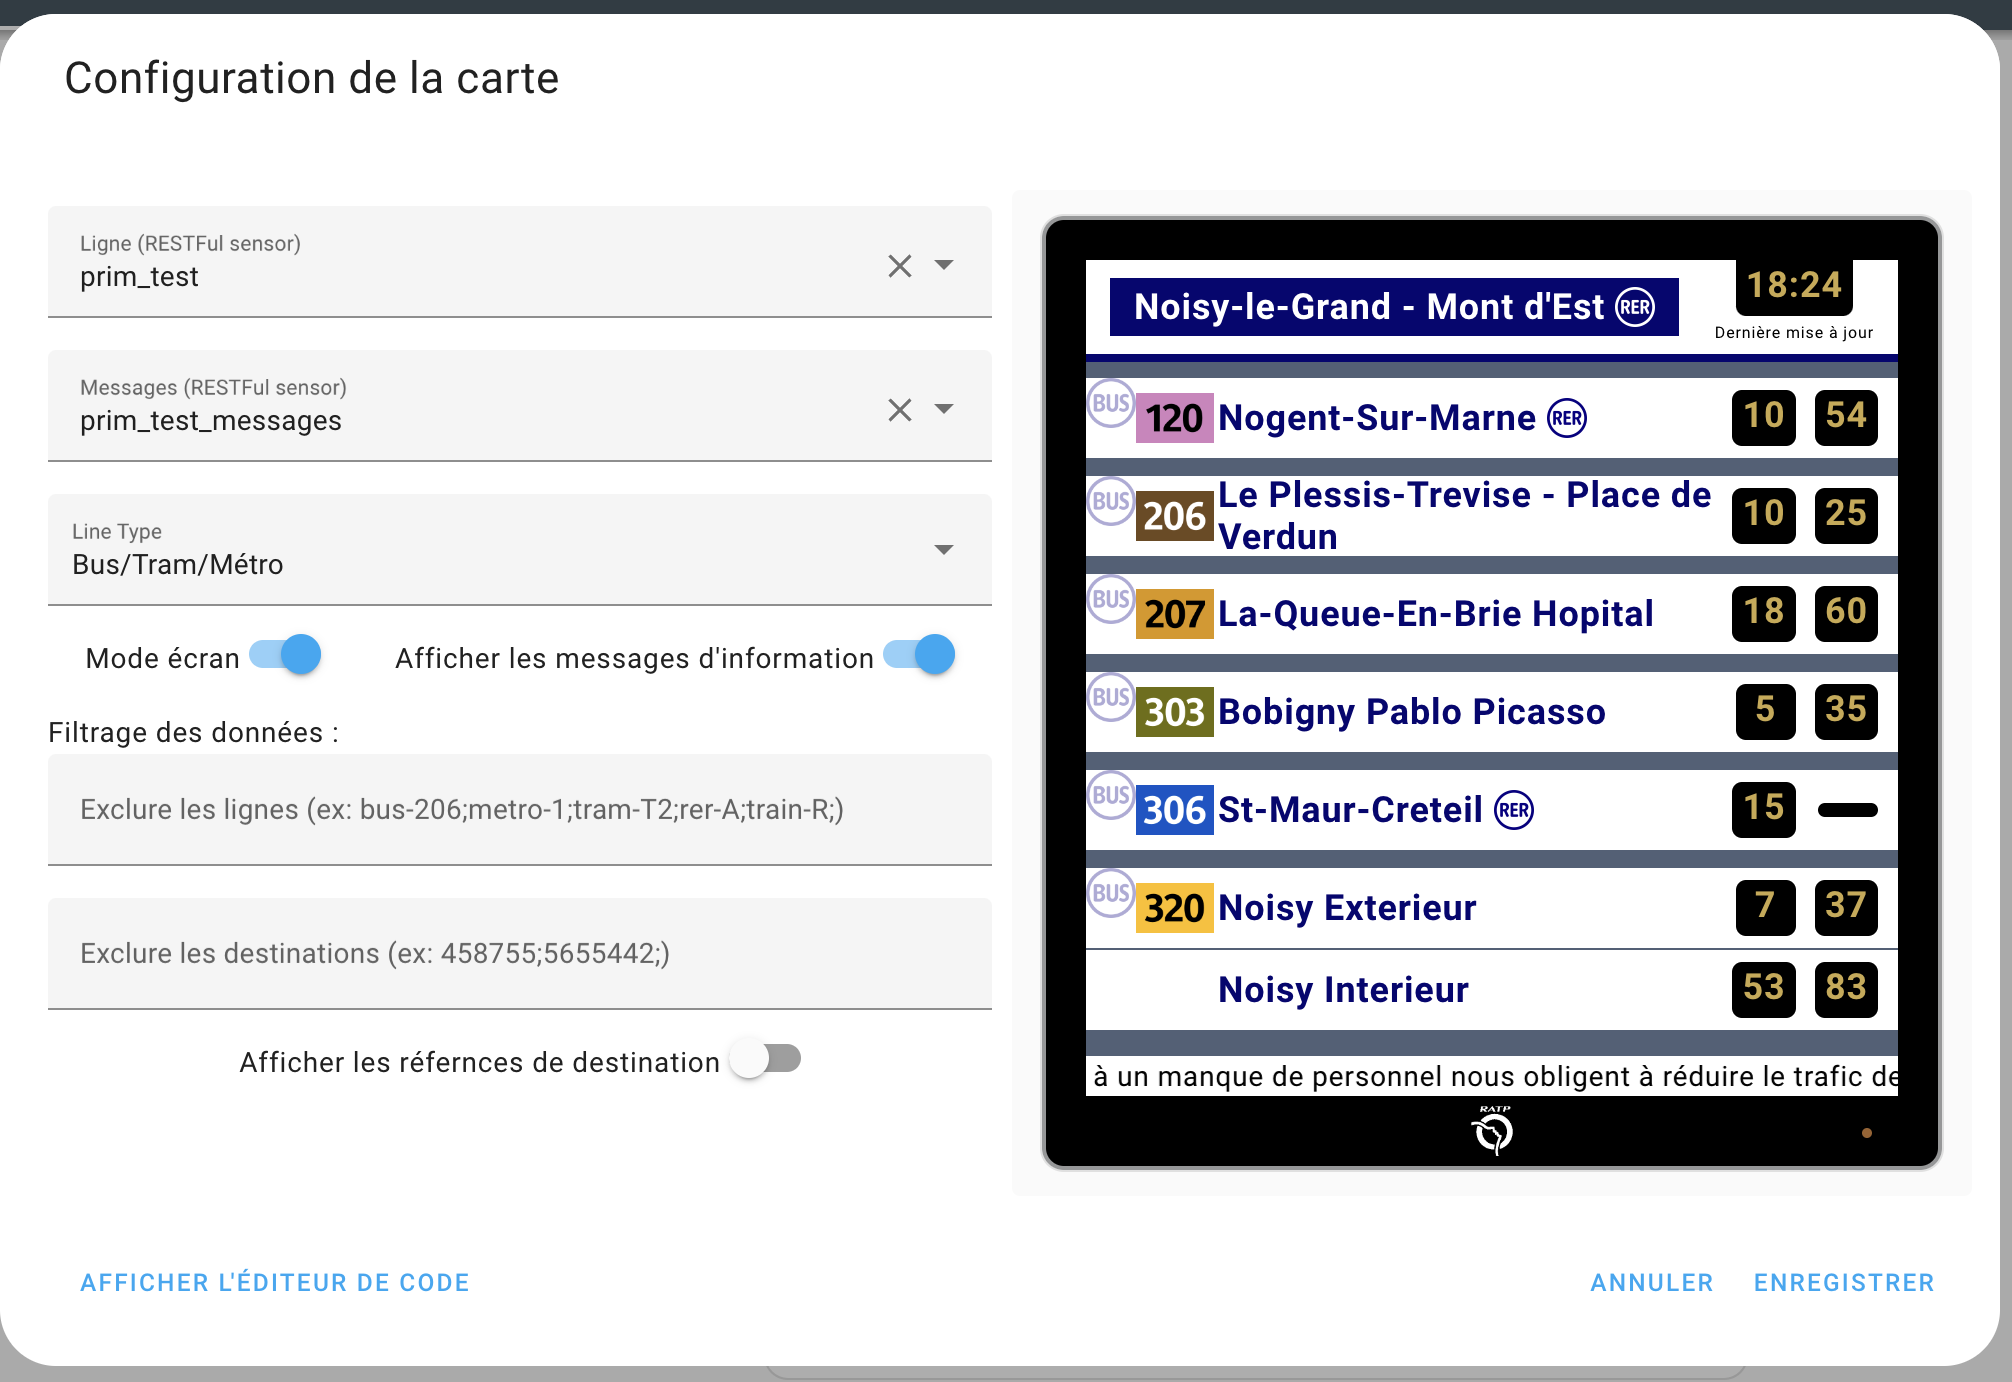 Configuration de la carte
Ligne (RESTFul sensor)
prim_test
Messages (RESTFul sensor)
prim_test_messages
Line Type
Bus/Tram/Métro
Mode écran
Afficher les messages d'information
Filtrage des données :
Exclure les lignes (ex: bus-206;metro-1;tram-T2;rer-A;train-R;)
Exclure les destinations (ex: 458755;5655442;)
Afficher les réfernces de destination
Noisy-le-Grand - Mont d'Est RER
18:24
Dernière mise à jour
BUS 120 Nogent-Sur-Marne RER 10 54
BUS 206 Le Plessis-Trevise - Place de
Verdun 10 25
BUS 207 La-Queue-En-Brie Hopital 18 60
BUS 303 Bobigny Pablo Picasso 5 35
BUS 306 St-Maur-Creteil RER 15
BUS 320 Noisy Exterieur 7 37
Noisy Interieur 53 83
à un manque de personnel nous obligent à réduire le trafic de
RATP
AFFICHER L'ÉDITEUR DE CODE
ANNULER
ENREGISTRER